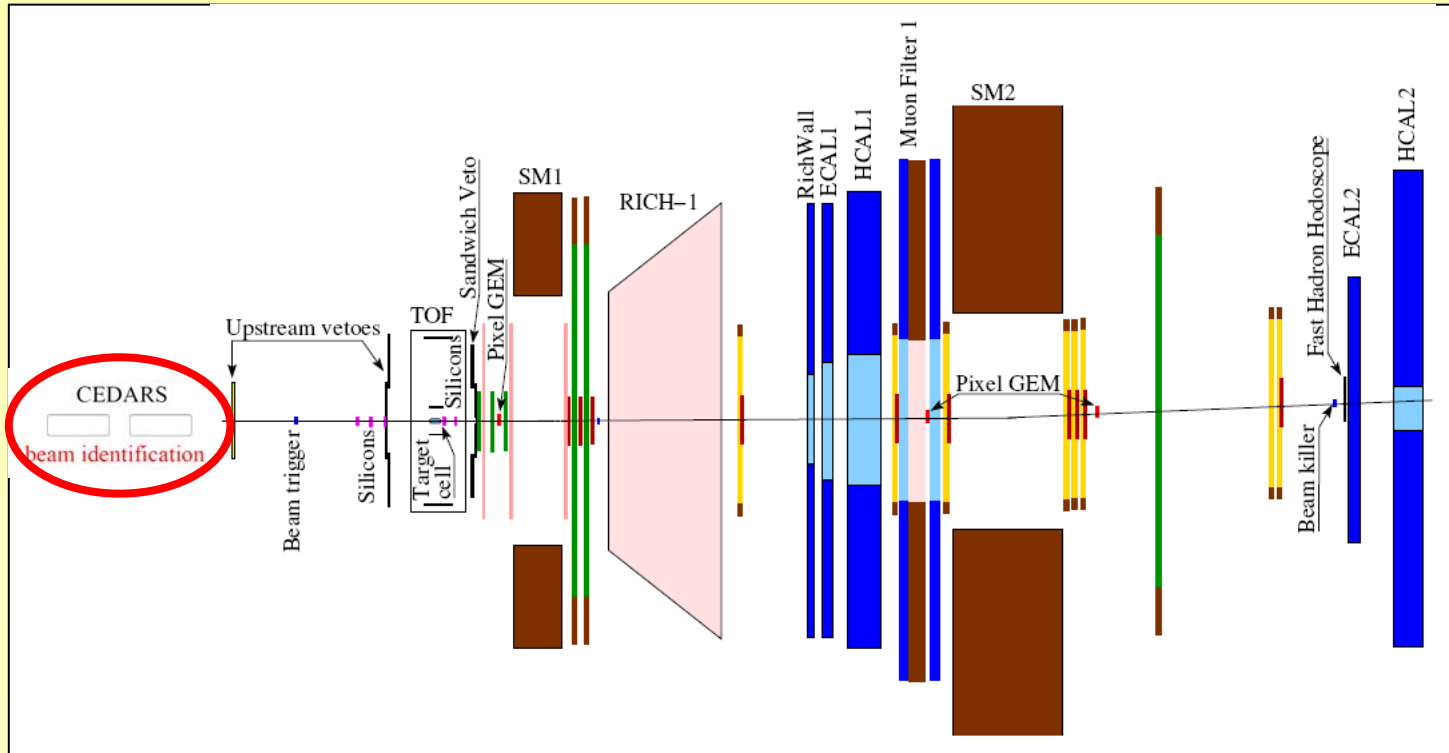 CEDARS
beam identification
Upstream vetoes
Beam trigger
Silicons
TOF
Target
cell
Silicons
Sandwich Veto
Pixel GEM
SM1
RICH−1
RichWall
ECAL1
HCAL1
Muon Filter 1
SM2
Pixel GEM
Beam killer
Fast Hadron Hodoscope
ECAL2
HCAL2